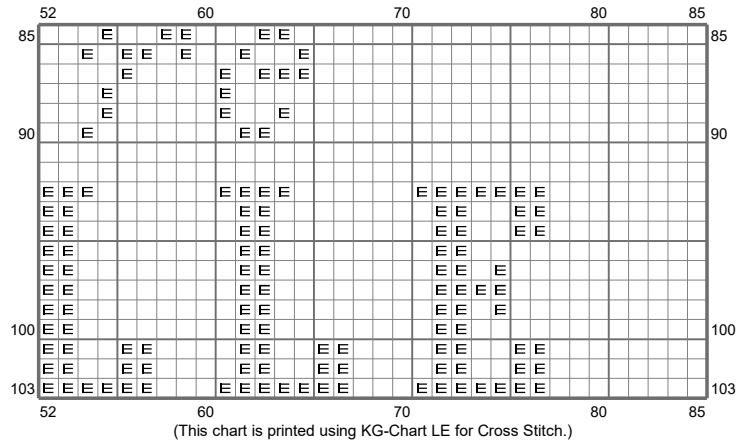 52 60 70 80 85
85 E E E E E 85
E E E E E E
E E E E E
E E
E E E
90 E E E 90
E E E E E E E E E E E E E E
E E E E E E E E
E E E E E E E E
E E E E E E
E E E E E E E
E E E E E E E E
E E E E E E E
100 E E E E E E 100
E E E E E E E E E E E E
E E E E E E E E E E E E
103 E E E E E E E E E E E E E E E E E E E E 103
52 60 70 80 85
(This chart is printed using KG-Chart LE for Cross Stitch.)